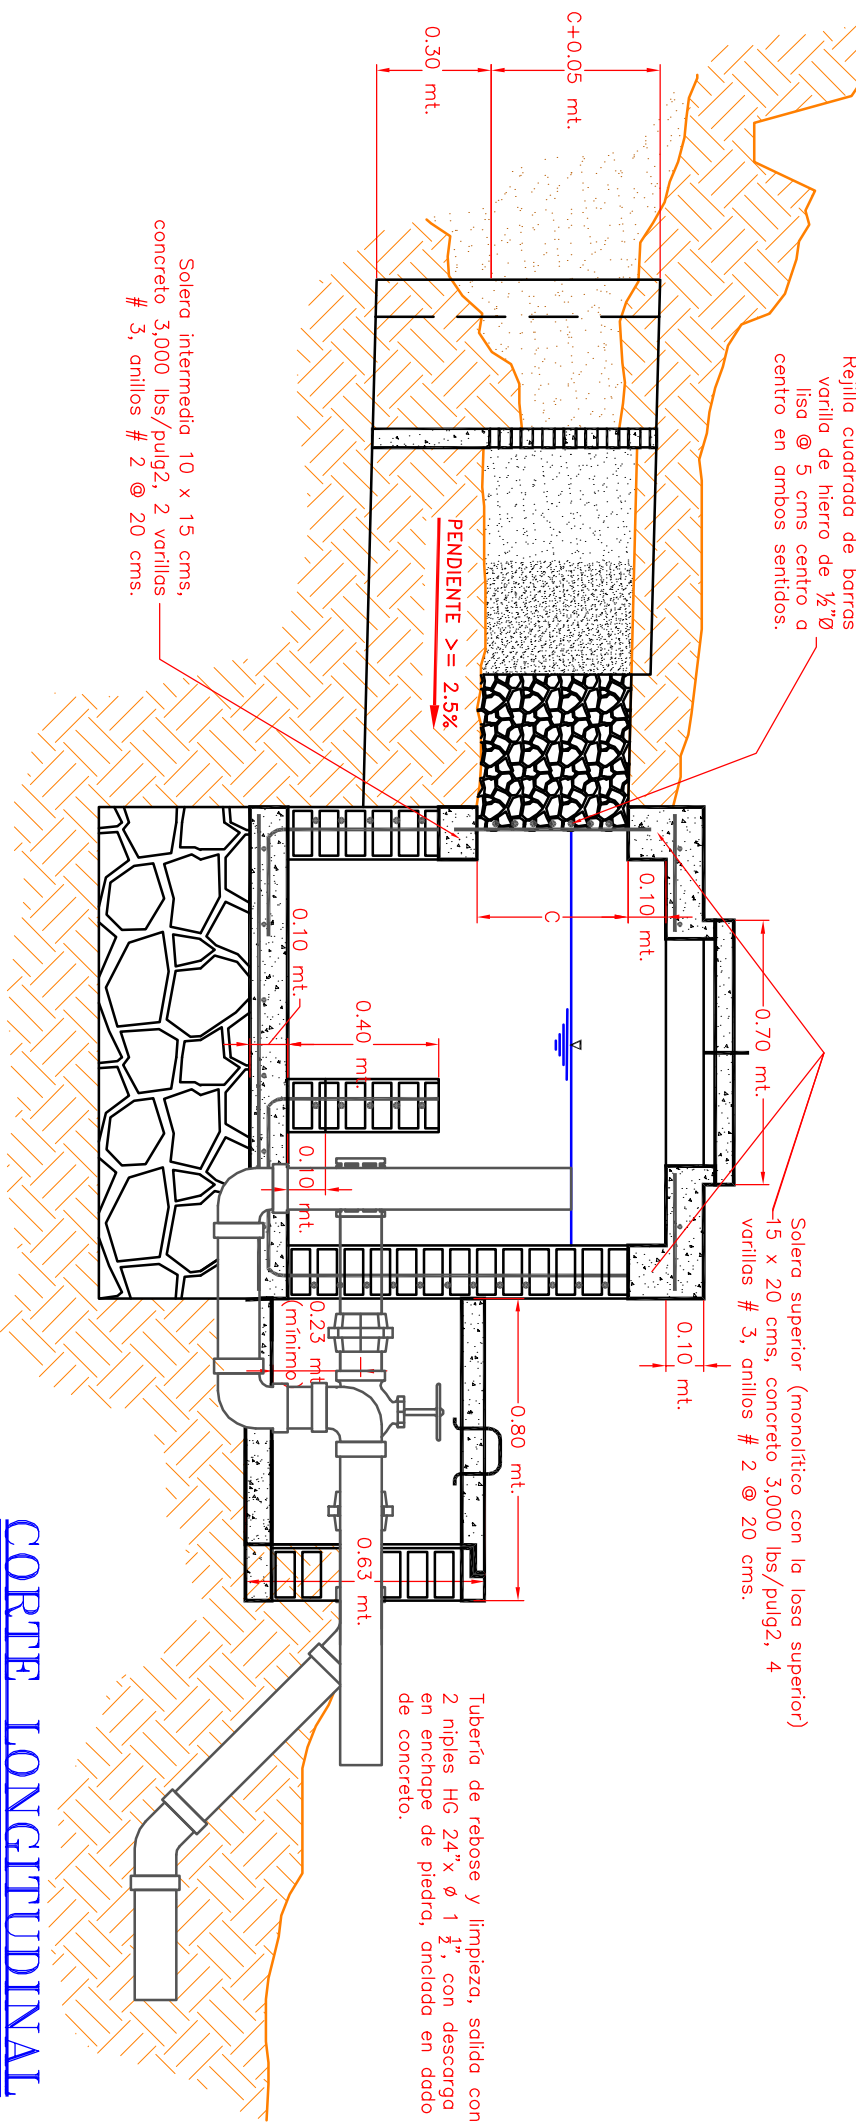 C+0.05 mt.
0.30 mt.
Rejilla cuadrada de barras
varilla de hierro de ½"Ø
lisa @ 5 cms centro a
centro en ambos sentidos.
Solera intermedia 10 x 15 cms,
concreto 3,000 lbs/pulg2, 2 varillas
# 3, anillos # 2 @ 20 cms.
PENDIENTE >= 2.5%
0.10 mt.
C
0.70 mt.
0.10 mt.
0.40 mt.
0.10 mt.
Solera superior (monolítico con la losa superior)
15 x 20 cms, concreto 3,000 lbs/pulg2, 4
varillas # 3, anillos # 2 @ 20 cms.
0.10 mt.
0.23 mt.
(mínimo)
0.80 mt.
0.63 mt.
Tubería de rebose y limpieza, salida con
2 niples HG 24"x ø 1 ½", con descarga
en enchape de piedra, anclada en dado
de concreto.
CORTE LONGITUDINAL